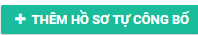 + THÊM HỒ SƠ TỰ CÔNG BỐ